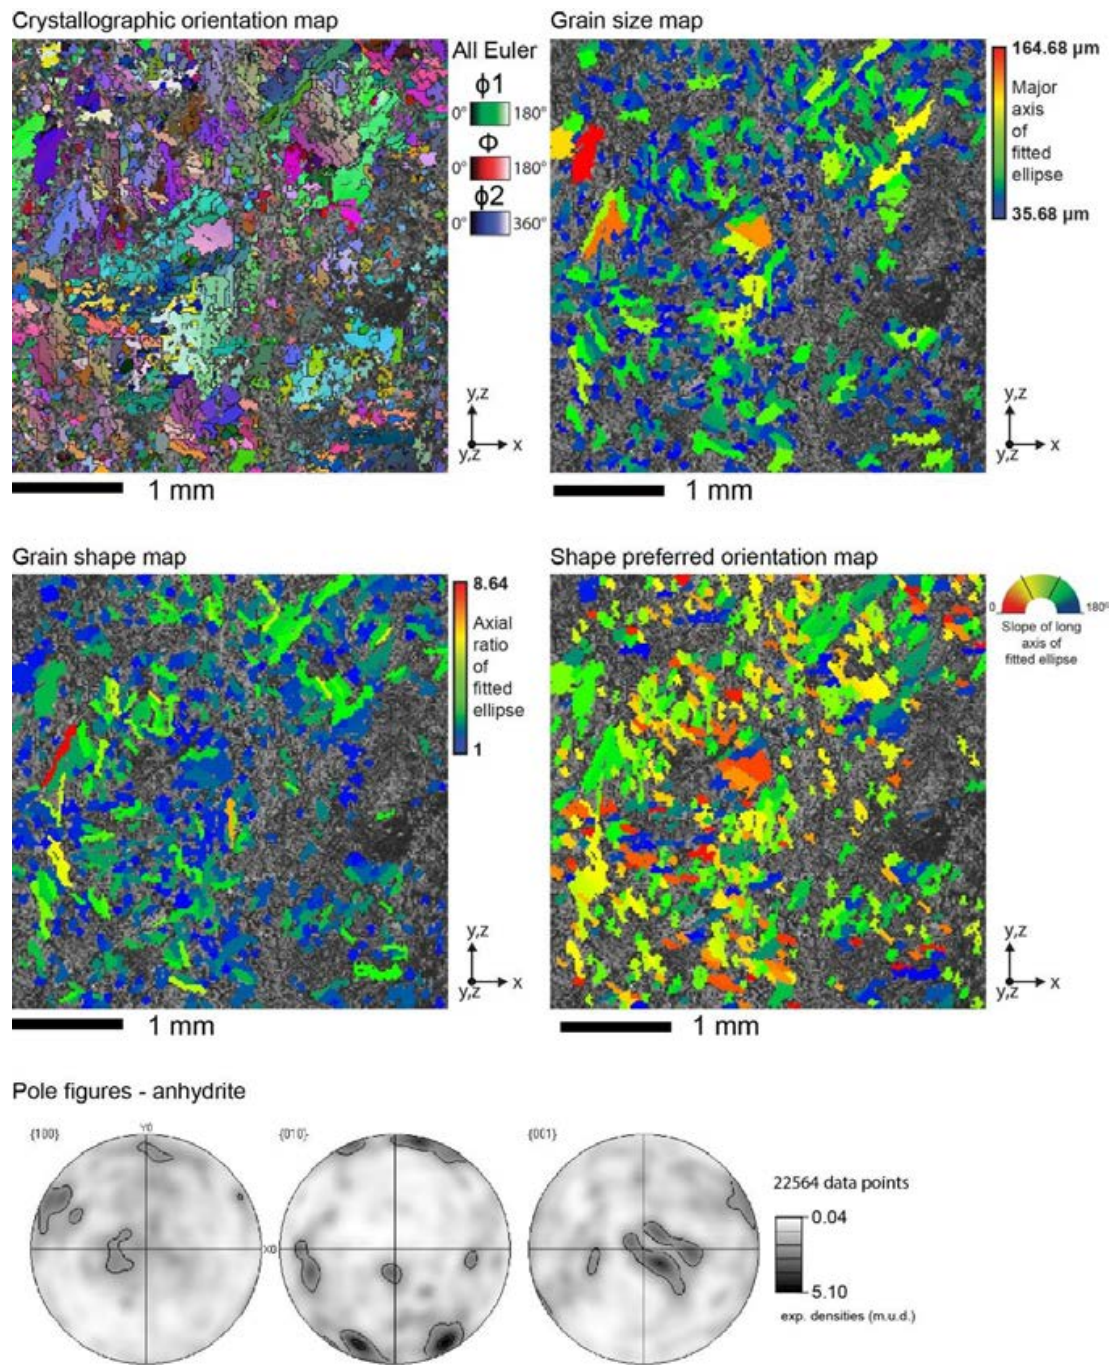 Crystallographic orientation map
All Euler
ϕ1
0° 180°
Φ
0° 180°
ϕ2
0° 360°
y,z
y,z x
1 mm
Grain size map
164.68 µm
Major
axis
of
fitted
ellipse
35.68 µm
y,z
y,z x
1 mm
Grain shape map
8.64
Axial
ratio
of
fitted
ellipse
1
y,z
y,z x
1 mm
Shape preferred orientation map
0 180º
Slope of long
axis of
fitted ellipse
y,z
y,z x
1 mm
Pole figures - anhydrite
{100} Y0 {010} {001}
X0
22564 data points
0.04
5.10
exp. densities (m.u.d.)